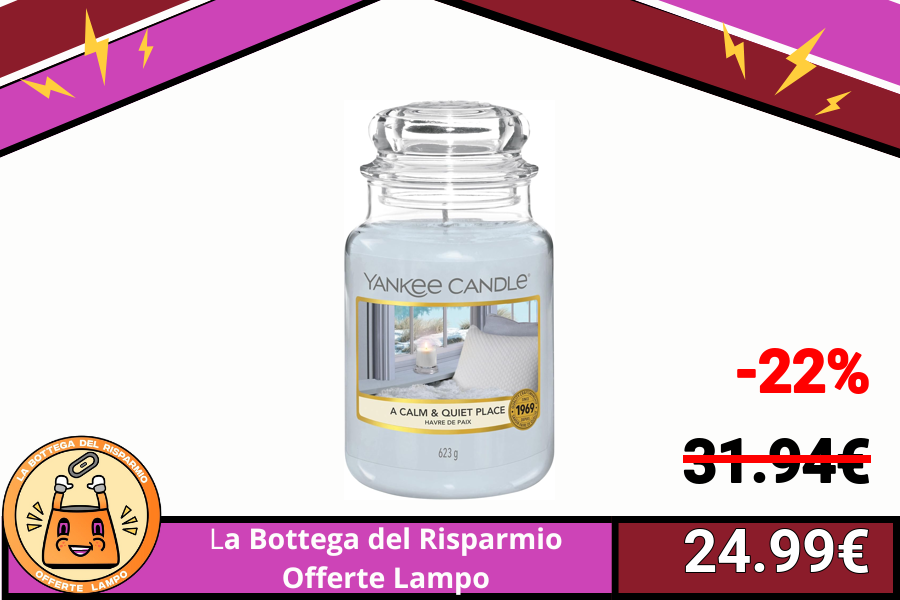 YANKEE CANDLE®
A CALM & QUIET PLACE
HAVRE DE PAIX
1969
623 g
-22%
31.94€
LA BOTTEGA DEL RISPARMIO
OFFERTE LAMPO
La Bottega del Risparmio
Offerte Lampo
24.99€